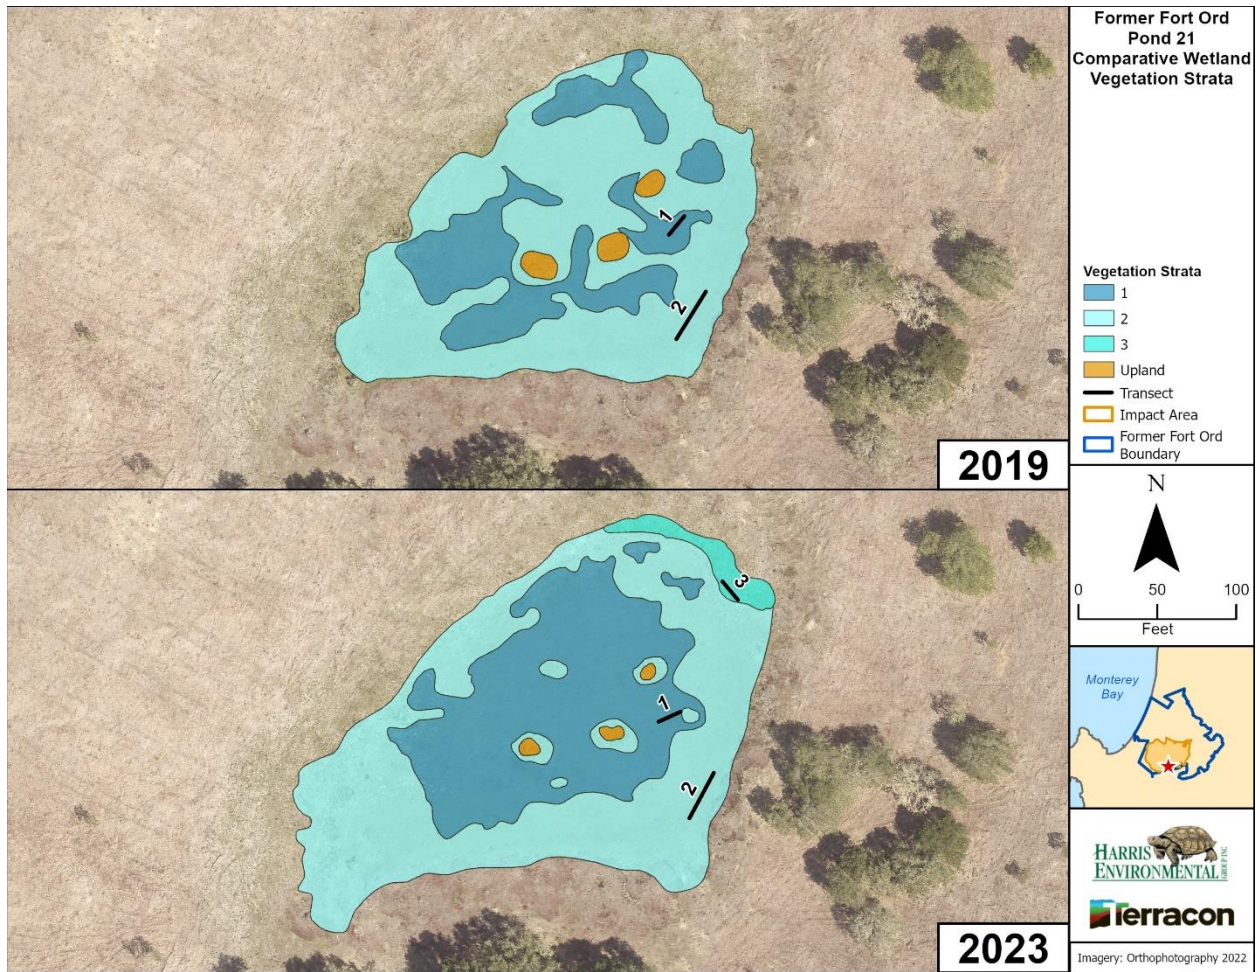 Former Fort Ord
Pond 21
Comparative Wetland
Vegetation Strata
1
2
2019
Vegetation Strata
1
2
3
Upland
Transect
Impact Area
Former Fort Ord
Boundary
N
0 50 100
Feet
3
1
2
2023
Monterey
Bay
HARRIS
ENVIRONMENTAL
GROUP INC
Terracon
Imagery: Orthophotography 2022